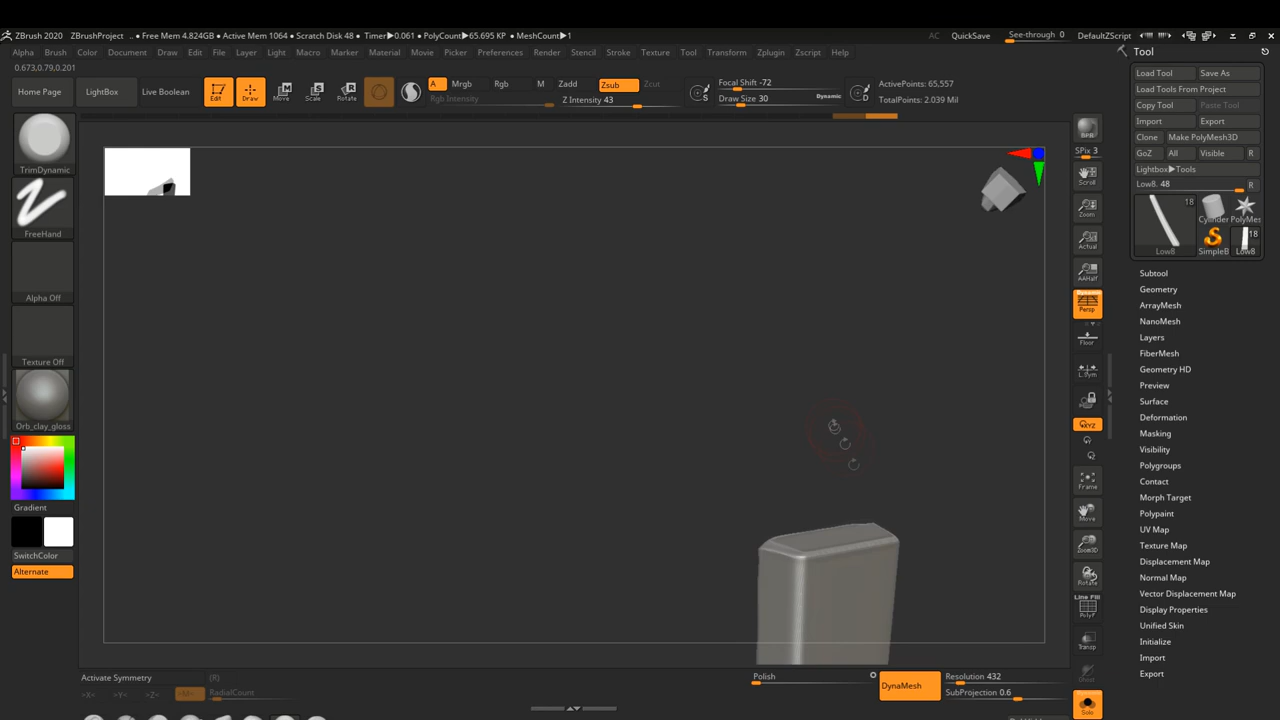 ZBrush 2020 ZBrushProject .. • Free Mem 4.824GB • Active Mem 1064 • Scratch Disk 48 • Timer▶0.061 • PolyCount▶65.695 KP • MeshCount▶1 AC QuickSave See-through 0 DefaultZScript
Alpha Brush Color Document Draw Edit File Layer Light Macro Marker Material Movie Picker Preferences Render Stencil Stroke Texture Tool Transform Zplugin Zscript Help
0.673,0.79,0.201
Home Page LightBox Live Boolean Edit Draw Move Scale Rotate
A Mrgb Rgb M Zadd Zsub Zcut
Rgb Intensity Z Intensity 43
Focal Shift -72
Draw Size 30 Dynamic
S
D
ActivePoints: 65,557
TotalPoints: 2.039 Mil
TrimDynamic
FreeHand
Alpha Off
Texture Off
Orb_clay_gloss
Gradient
SwitchColor
Alternate
BPR
SPix 3
Scroll
Zoom
Actual
AAHalf
Dynamic
Persp
Floor
L.Sym
XYZ
Y
Z
Frame
Move
Zoom3D
Rotate
Line Fill
PolyF
Transp
Ghost
Dynamic
Solo
Tool
Load Tool Save As
Load Tools From Project
Copy Tool Paste Tool
Import Export
Clone Make PolyMesh3D
GoZ All Visible R
Lightbox▶Tools
Low8. 48 R
18
Cylinder PolyMes
18
Low8 SimpleB Low8
Subtool
Geometry
ArrayMesh
NanoMesh
Layers
FiberMesh
Geometry HD
Preview
Surface
Deformation
Masking
Visibility
Polygroups
Contact
Morph Target
Polypaint
UV Map
Texture Map
Displacement Map
Normal Map
Vector Displacement Map
Display Properties
Unified Skin
Initialize
Import
Export
Activate Symmetry (R)
>X< >Y< >Z< >M< RadialCount
Polish
DynaMesh
Resolution 432
SubProjection 0.6